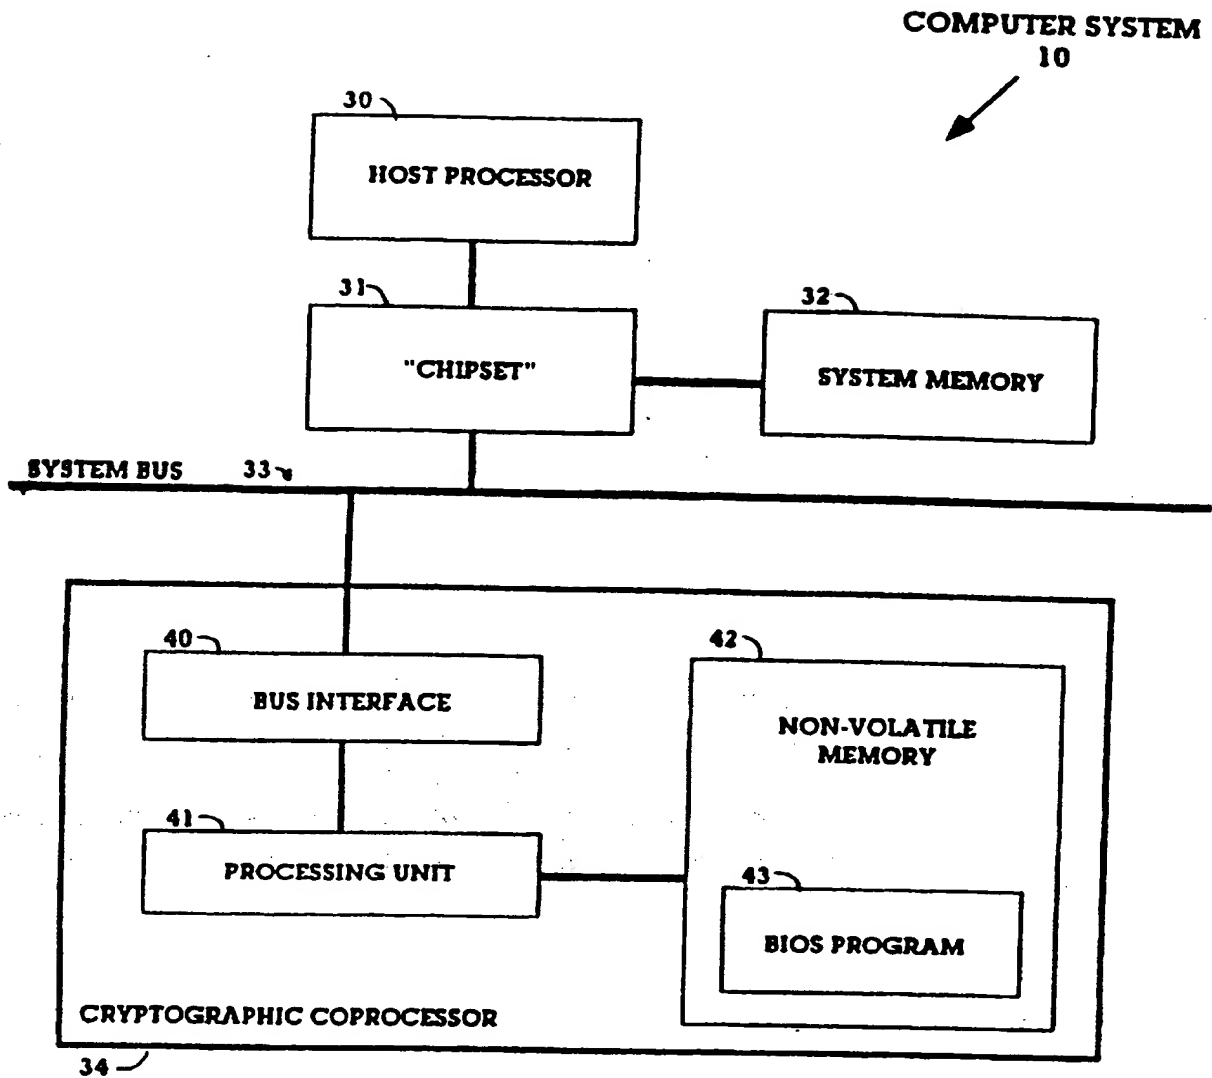 COMPUTER SYSTEM
10
30
HOST PROCESSOR
31
"CHIPSET"
32
SYSTEM MEMORY
SYSTEM BUS
33
40
BUS INTERFACE
41
PROCESSING UNIT
42
NON-VOLATILE
MEMORY
43
BIOS PROGRAM
CRYPTOGRAPHIC COPROCESSOR
34